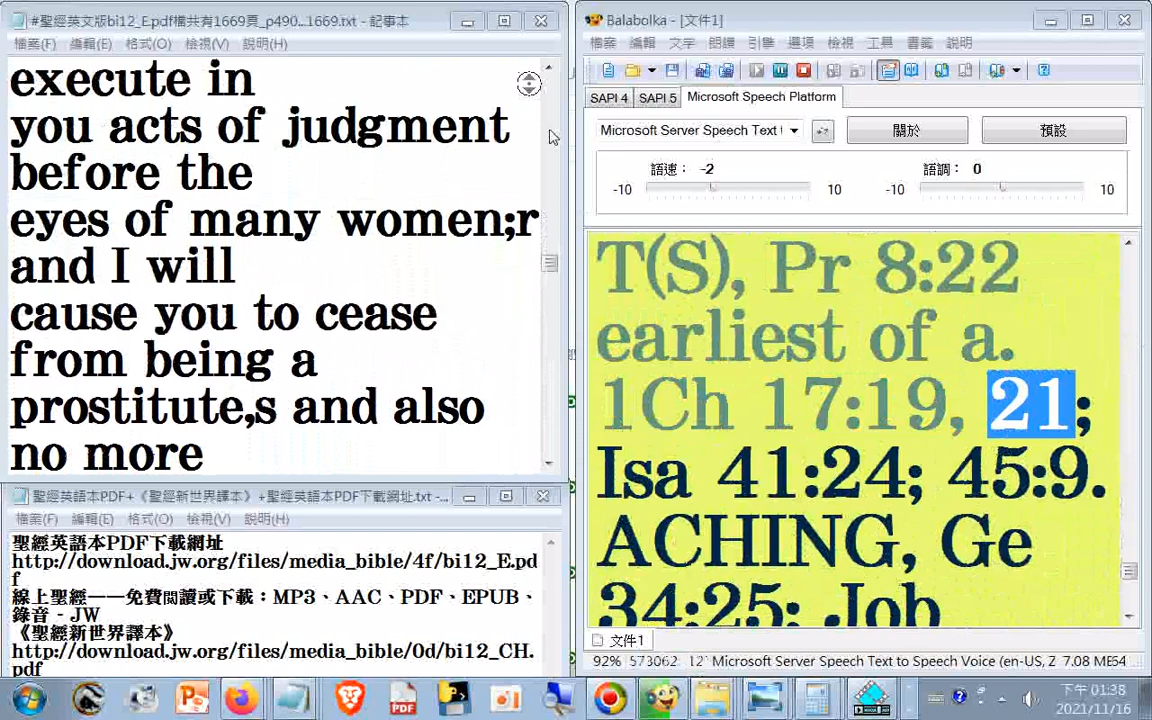 #聖經英文版bi12_E.pdf檔共有1669頁_p490...1669.txt - 記事本
檔案(F) 編輯(E) 格式(O) 檢視(V) 說明(H)
execute in
you acts of judgment
before the
eyes of many women;r
and I will
cause you to cease
from being a
prostitute,s and also
no more
聖經英語本PDF+《聖經新世界譯本》+聖經英語本PDF下載網址.txt - ...
檔案(F) 編輯(E) 格式(O) 檢視(V) 說明(H)
聖經英語本PDF下載網址
http://download.jw.org/files/media_bible/4f/bi12_E.pd
f
線上聖經——免費閱讀或下載：MP3、AAC、PDF、EPUB、
錄音 - JW
《聖經新世界譯本》
http://download.jw.org/files/media_bible/0d/bi12_CH.
pdf
Balabolka - [文件1]
檔案 編輯 文字 朗讀 引擎 選項 檢視 工具 書籤 說明
SAPI 4 SAPI 5 Microsoft Speech Platform
Microsoft Server Speech Text 關於 預設
語速： -2 語調： 0
-10 10 -10 10
T(S), Pr 8:22
earliest of a.
1Ch 17:19, 21;
Isa 41:24; 45:9.
ACHING, Ge
34:25; Job
文件1
92% 573062 Microsoft Server Speech Text to Speech Voice (en-US, Z 7.08 ME54
下午 01:38
2021/11/16